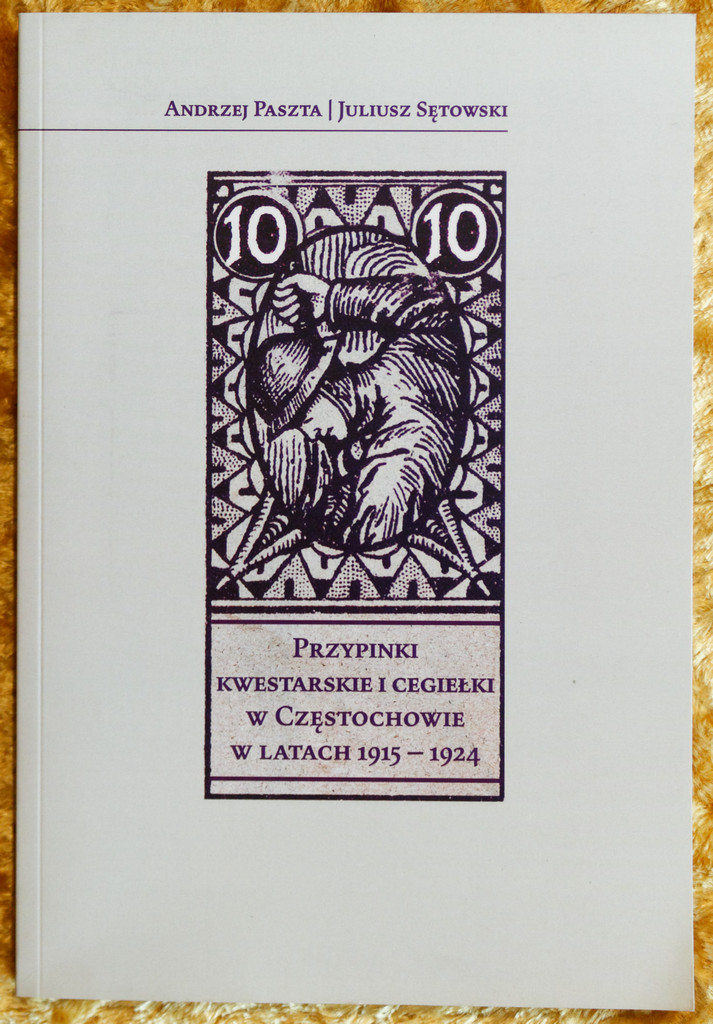 Andrzej Paszta | Juliusz Sętowski
10 10
Przypinki
kwestarskie i cegiełki
w Częstochowie
w latach 1915 – 1924